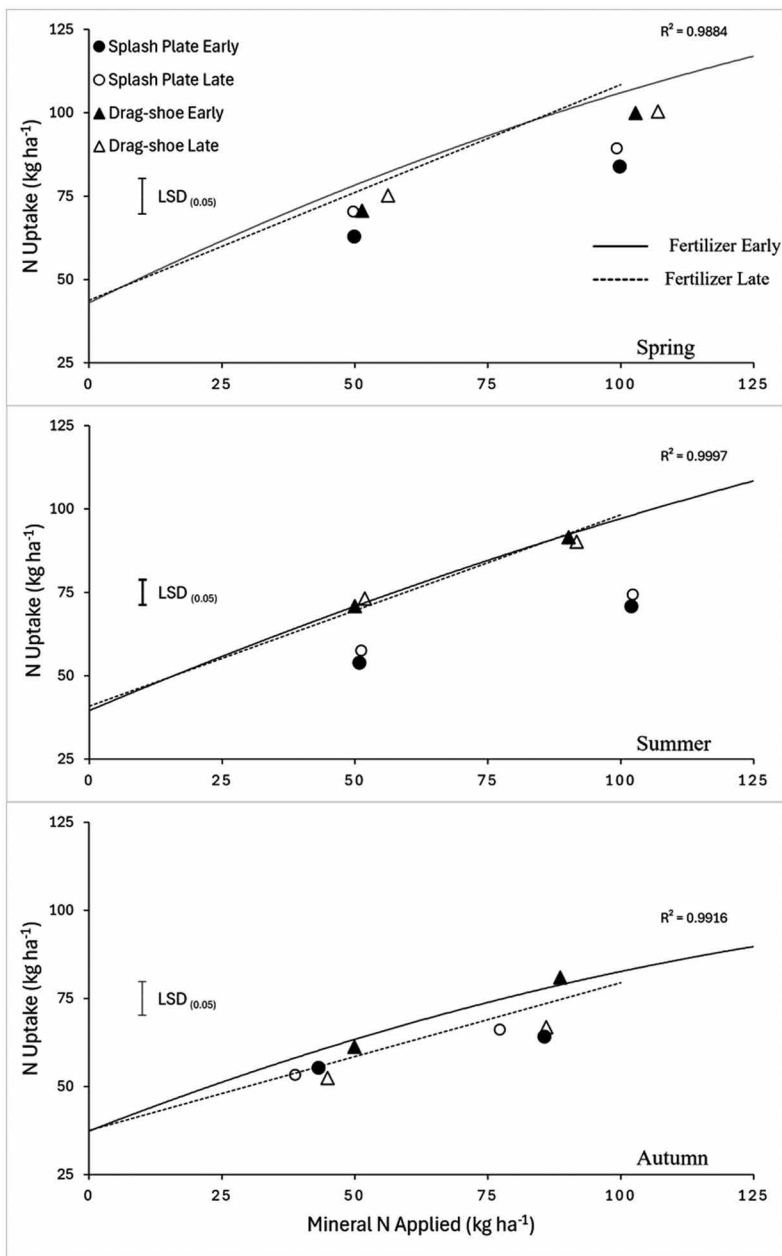 125
100
75
50
25
N Uptake (kg ha⁻¹)
Splash Plate Early
Splash Plate Late
Drag-shoe Early
Drag-shoe Late
LSD (0.05)
R² = 0.9884
Fertilizer Early
Fertilizer Late
Spring
0 25 50 75 100 125
125
100
75
50
25
N Uptake (kg ha⁻¹)
LSD (0.05)
R² = 0.9997
Summer
0 25 50 75 100 125
125
100
75
50
25
N Uptake (kg ha⁻¹)
LSD (0.05)
R² = 0.9916
Autumn
0 25 50 75 100 125
Mineral N Applied (kg ha⁻¹)